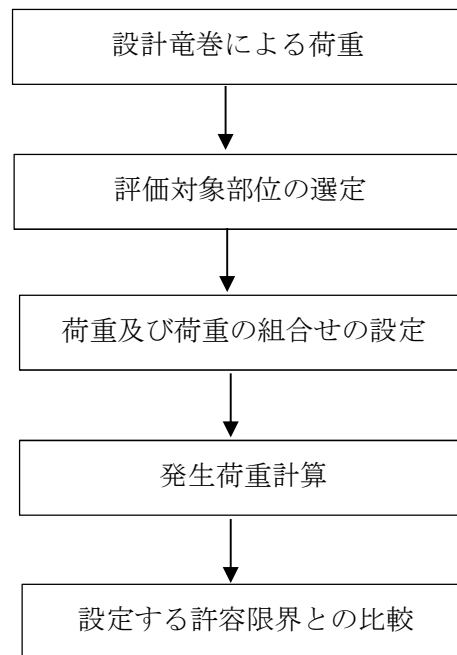 設計竜巻による荷重
評価対象部位の選定
荷重及び荷重の組合せの設定
発生荷重計算
設定する許容限界との比較